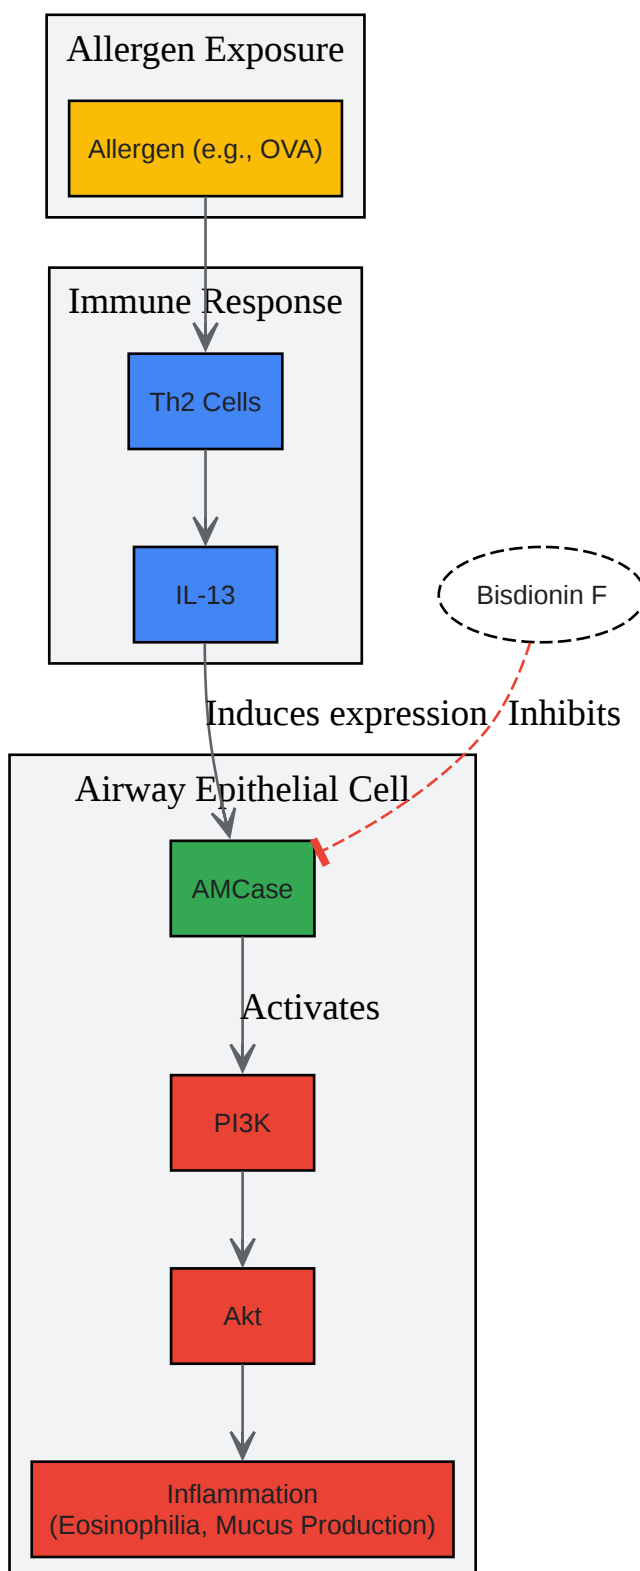 Allergen Exposure
Allergen (e.g., OVA)
Immune Response
Th2 Cells
IL-13
Bisdionin F
Induces expression
Inhibits
Airway Epithelial Cell
AMCase
Activates
PI3K
Akt
Inflammation
(Eosinophilia, Mucus Production)